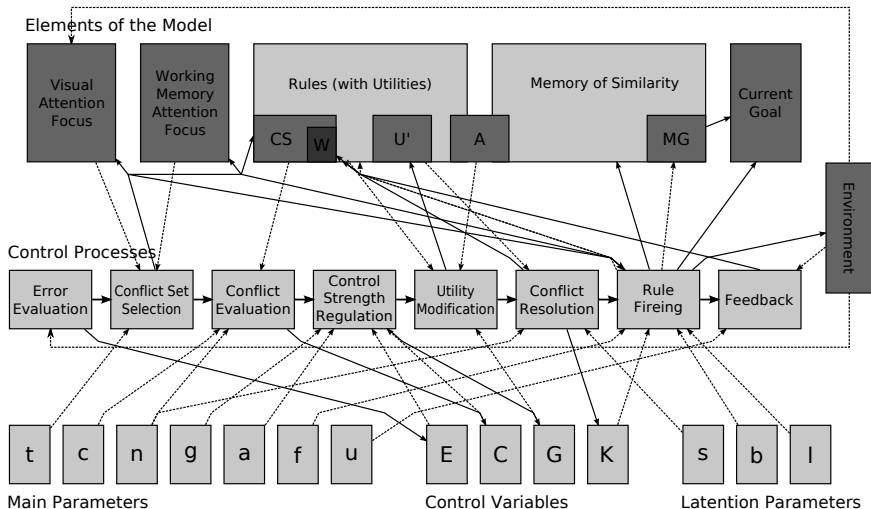 Elements of the Model
Visual
Attention
Focus
Working
Memory
Attention
Focus
Rules (with Utilities)
CS
W
U'
A
Memory of Similarity
MG
Current
Goal
Environment
Control Processes
Error
Evaluation
Conflict Set
Selection
Conflict
Evaluation
Control
Strength
Regulation
Utility
Modification
Conflict
Resolution
Rule
Fireing
Feedback
t
c
n
g
a
f
u
E
C
G
K
s
b
l
Main Parameters
Control Variables
Latention Parameters